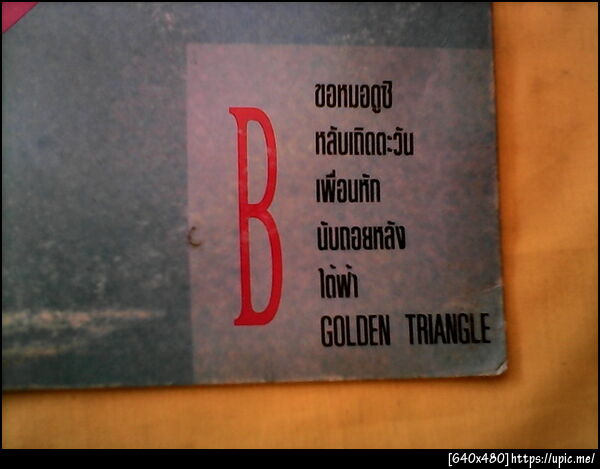 B
ขอหมอดูซิ
หลับเถิดตะวัน
เพื่อนหัก
นับถอยหลัง
ใต้ฟ้า
GOLDEN TRIANGLE
[640x480]https://upic.me/